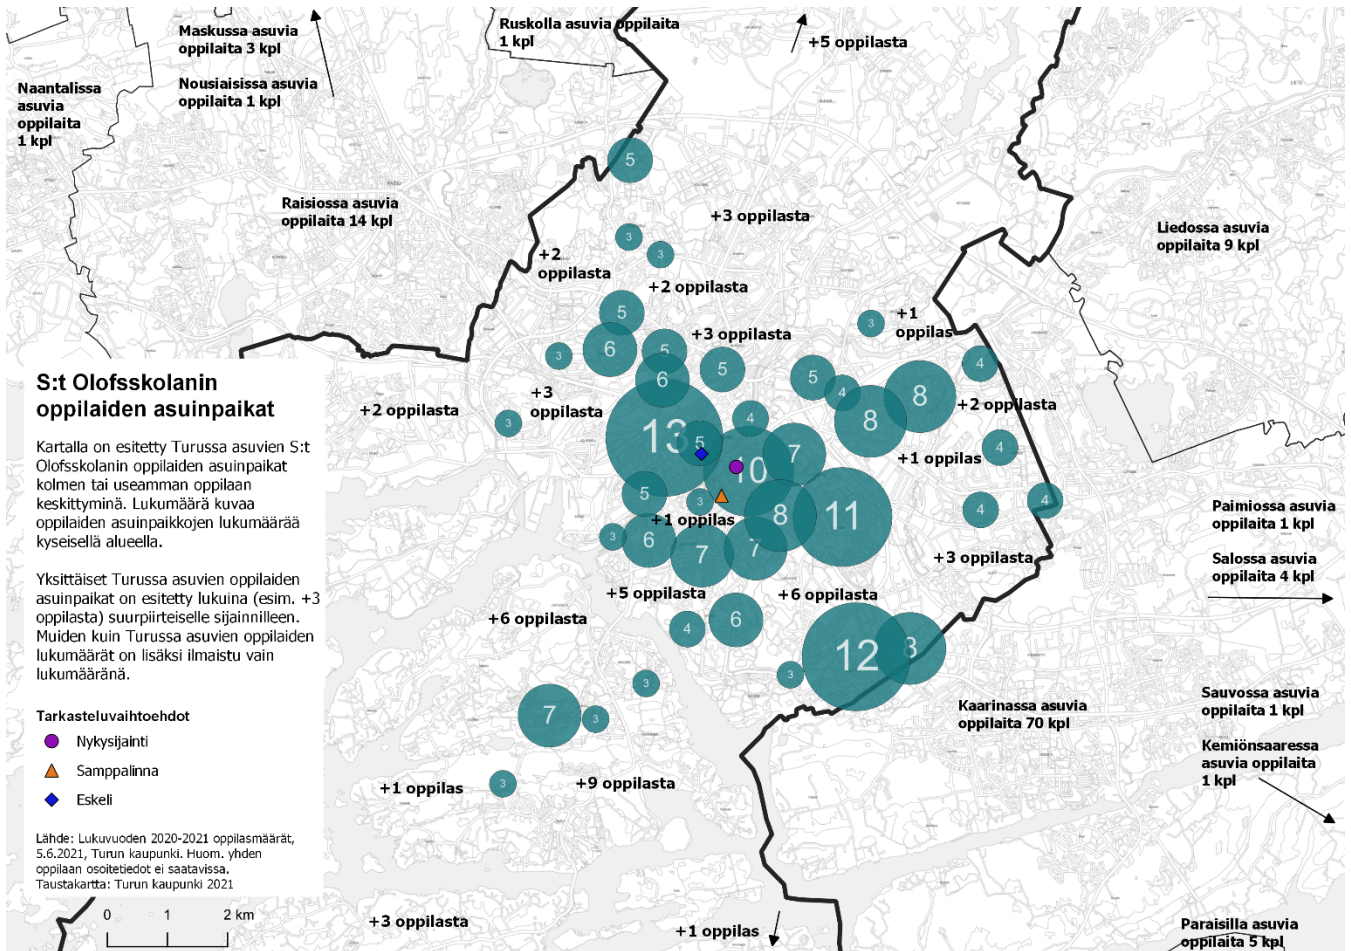 Maskussa asuvia
oppilaita 3 kpl
Nousiaisissa asuvia
oppilaita 1 kpl
Ruskolla asuvia oppilaita
1 kpl
+5 oppilasta
Naantalissa
asuvia
oppilaita
1 kpl
Raisiossa asuvia
oppilaita 14 kpl
5
+3 oppilasta
Liedossa asuvia
oppilaita 9 kpl
3
3
+2
oppilasta
+2 oppilasta
5
+3 oppilasta
3
+1
oppilas
3
6
5
6
5
5
4
8
8
4
+2 oppilasta
S:t Olofsskolanin
oppilaiden asuinpaikat
+2 oppilasta
+3
oppilasta
3
13
5
4
10
7
4
+1 oppilas
Kartalla on esitetty Turussa asuvien S:t
Olofsskolanin oppilaiden asuinpaikat
kolmen tai useamman oppilaan
keskittyminä. Lukumäärä kuvaa
oppilaiden asuinpaikkojen lukumäärää
kyseisellä alueella.
5
3
+1 oppilas
8
11
4
4
Paimiossa asuvia
oppilaita 1 kpl
Salossa asuvia
oppilaita 4 kpl
3
6
7
7
+3 oppilasta
Yksittäiset Turussa asuvien oppilaiden
asuinpaikat on esitetty lukuina (esim. +3
oppilasta) suurpiirteiselle sijainnilleen.
Muiden kuin Turussa asuvien oppilaiden
lukumäärät on lisäksi ilmaistu vain
lukumääränä.
+5 oppilasta
+6 oppilasta
+6 oppilasta
4
6
12
8
3
3
7
3
Kaarinassa asuvia
oppilaita 70 kpl
Sauvossa asuvia
oppilaita 1 kpl
Kemiönsaaressa
asuvia oppilaita
1 kpl
Tarkasteluvaihtoehdot
Nykysijainti
Samppalinna
Eskeli
+1 oppilas
3
+9 oppilasta
Lähde: Lukuvuoden 2020-2021 oppilasmäärät,
5.6.2021, Turun kaupunki. Huom. yhden
oppilaan osoitetiedot ei saatavissa.
Taustakartta: Turun kaupunki 2021
0 1 2 km
+3 oppilasta
+1 oppilas
Paraisilla asuvia
oppilaita 5 kpl